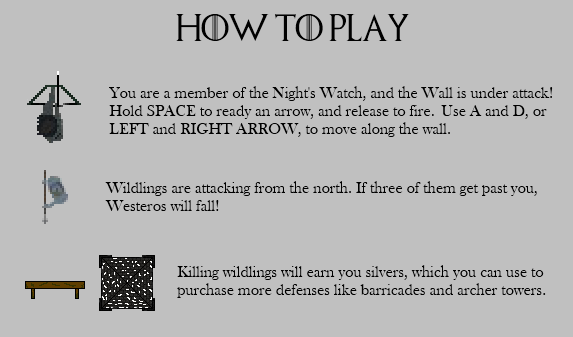 HOW TO PLAY
You are a member of the Night's Watch, and the Wall is under attack!
Hold SPACE to ready an arrow, and release to fire.  Use A and D, or
LEFT and RIGHT ARROW, to move along the wall.
Wildlings are attacking from the north. If three of them get past you,
Westeros will fall!
Killing wildlings will earn you silvers, which you can use to
purchase more defenses like barricades and archer towers.